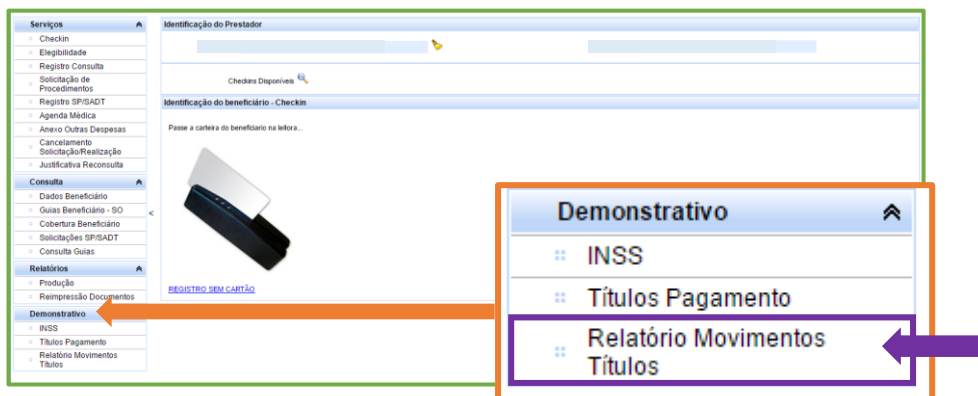 Serviços
Checkin
Elegibilidade
Registro Consulta
Solicitação de
Procedimentos
Registro SP/SADT
Agenda Médica
Anexo Outras Despesas
Cancelamento
Solicitação/Realização
Justificativa Reconsulta
Consulta
Dados Beneficiário
Guias Beneficiário - SO
Cobertura Beneficiário
Solicitações SP/SADT
Consulta Guias
Relatórios
Produção
Reimpressão Documentos
Demonstrativo
INSS
Títulos Pagamento
Relatório Movimentos
Títulos
<
Identificação do Prestador
Checkins Disponíveis
Identificação do beneficiário - Checkin
Passe a carteira do beneficiario na leitora...
REGISTRO SEM CARTÃO
Demonstrativo
INSS
Títulos Pagamento
Relatório Movimentos
Títulos